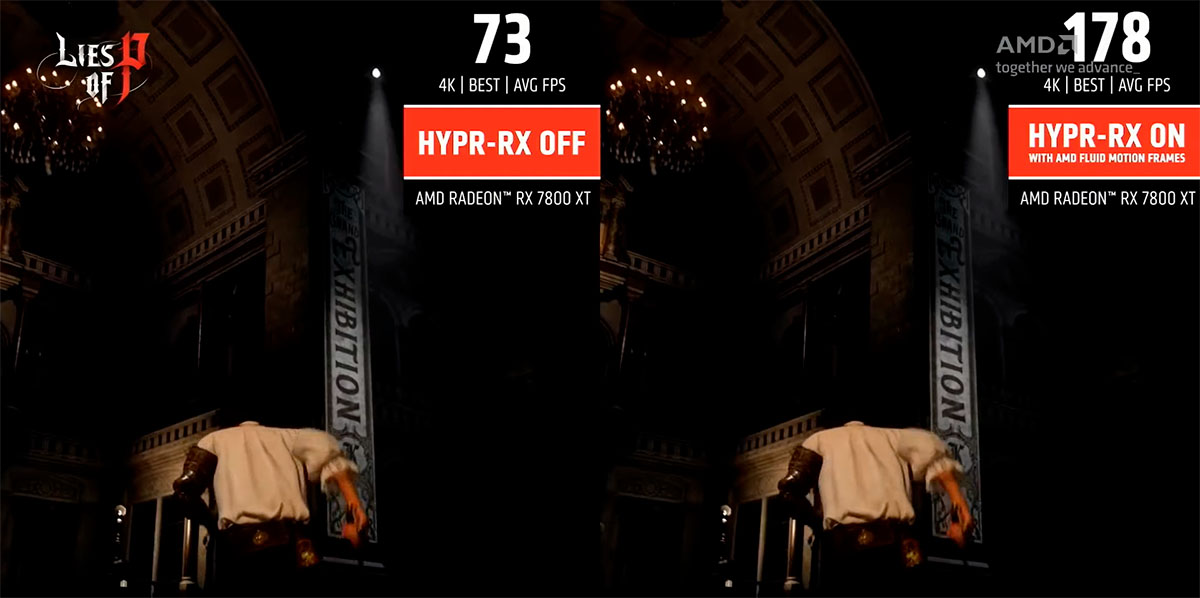 LIES
OF P
73
4K | BEST | AVG FPS
HYPR-RX OFF
AMD RADEON™ RX 7800 XT
EXHIBITION
178
AMD
together we advance_
4K | BEST | AVG FPS
HYPR-RX ON
WITH AMD FLUID MOTION FRAMES
AMD RADEON™ RX 7800 XT
EXHIBITION